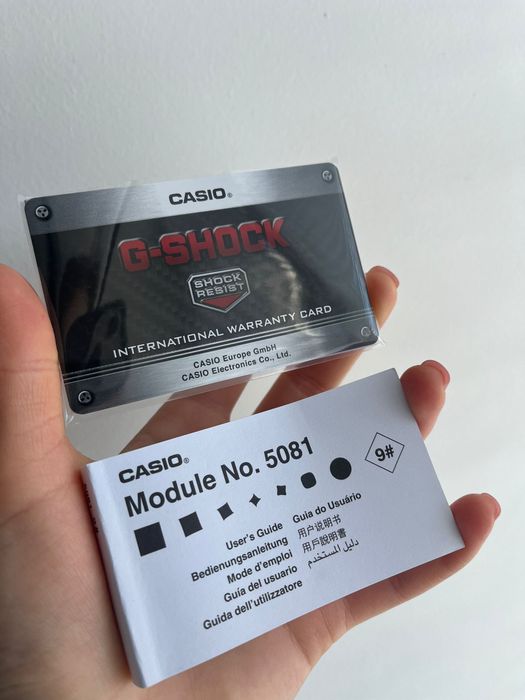 CASIO®
G-SHOCK
SHOCK
RESIST
INTERNATIONAL WARRANTY CARD
CASIO Europe GmbH
CASIO Electronics Co., Ltd.
CASIO®
Module No. 5081
9#
User's Guide Guia do Usuário
Bedienungsanleitung 用户说明书
Mode d'emploi 用戶說明書
Guía del usuario دليل المستخدم
Guida dell'utilizzatore